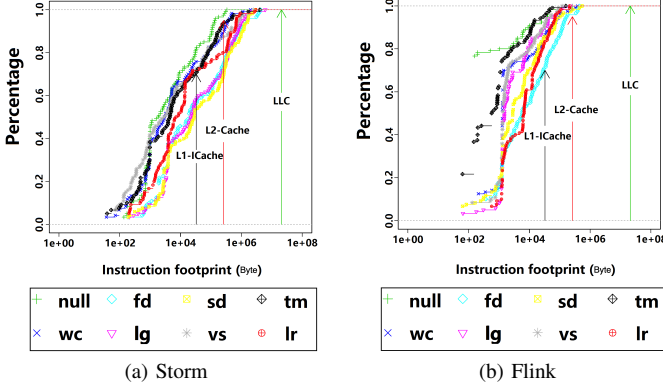 1.0
0.8
0.6
0.4
0.2
0.0
Percentage
LLC
L2-Cache
L1-ICache
1e+00 1e+02 1e+04 1e+06 1e+08
Instruction footprint (Byte)
null fd sd tm
wc lg vs lr
(a) Storm
1.0
0.8
0.6
0.4
0.2
0.0
Percentage
LLC
L2-Cache
L1-ICache
1e+00 1e+02 1e+04 1e+06 1e+08
Instruction footprint (Byte)
null fd sd tm
wc lg vs lr
(b) Flink